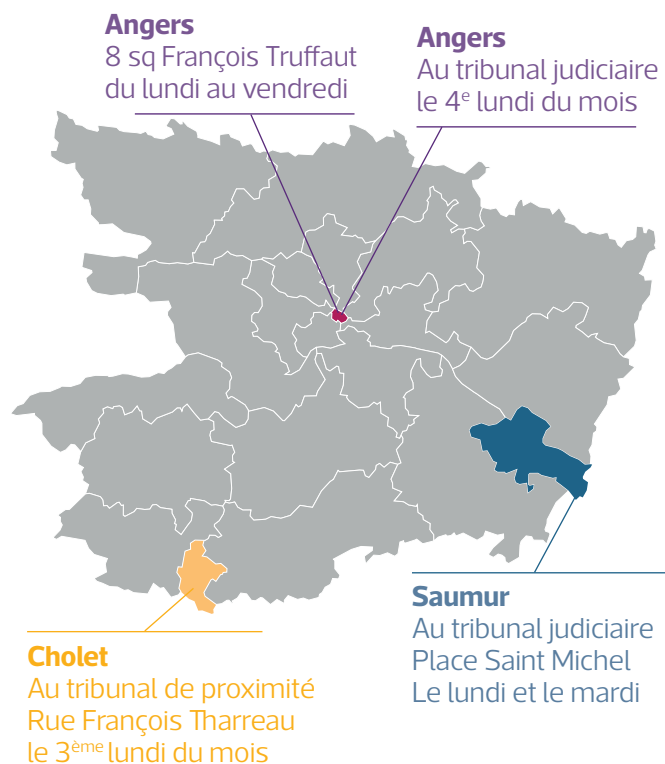 Angers
8 sq François Truffaut
du lundi au vendredi
Angers
Au tribunal judiciaire
le 4e lundi du mois
Saumur
Au tribunal judiciaire
Place Saint Michel
Le lundi et le mardi
Cholet
Au tribunal de proximité
Rue François Tharreau
le 3ème lundi du mois